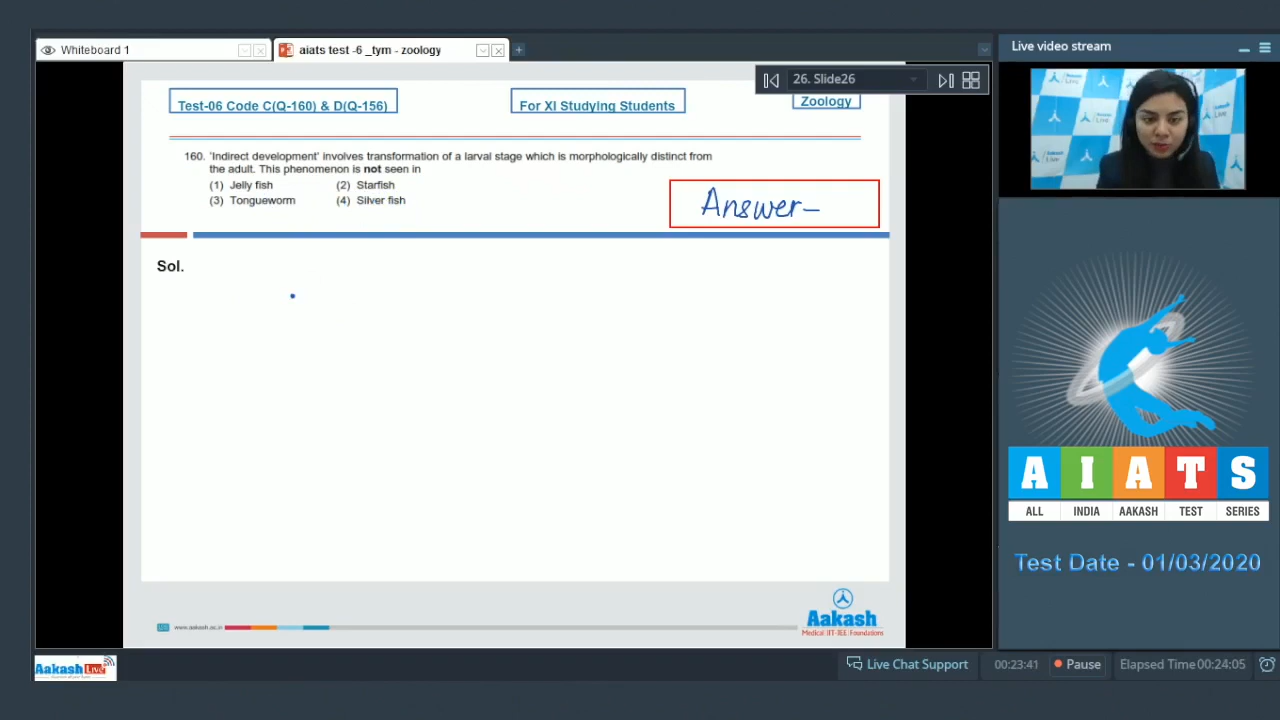 Whiteboard 1
aiats test -6 _tym - zoology
Live video stream
26. Slide26
Test-06 Code C(Q-160) & D(Q-156)
For XI Studying Students
Zoology
160. 'Indirect development' involves transformation of a larval stage which is morphologically distinct from
the adult. This phenomenon is not seen in
(1) Jelly fish (2) Starfish
(3) Tongueworm (4) Silver fish
Answer-
Sol.
A I A T S
ALL INDIA AAKASH TEST SERIES
Test Date - 01/03/2020
Aakash
Medical | IIT-JEE | Foundations
www.aakash.ac.in
Aakash Live
Live Chat Support
00:23:41
Pause
Elapsed Time 00:24:05